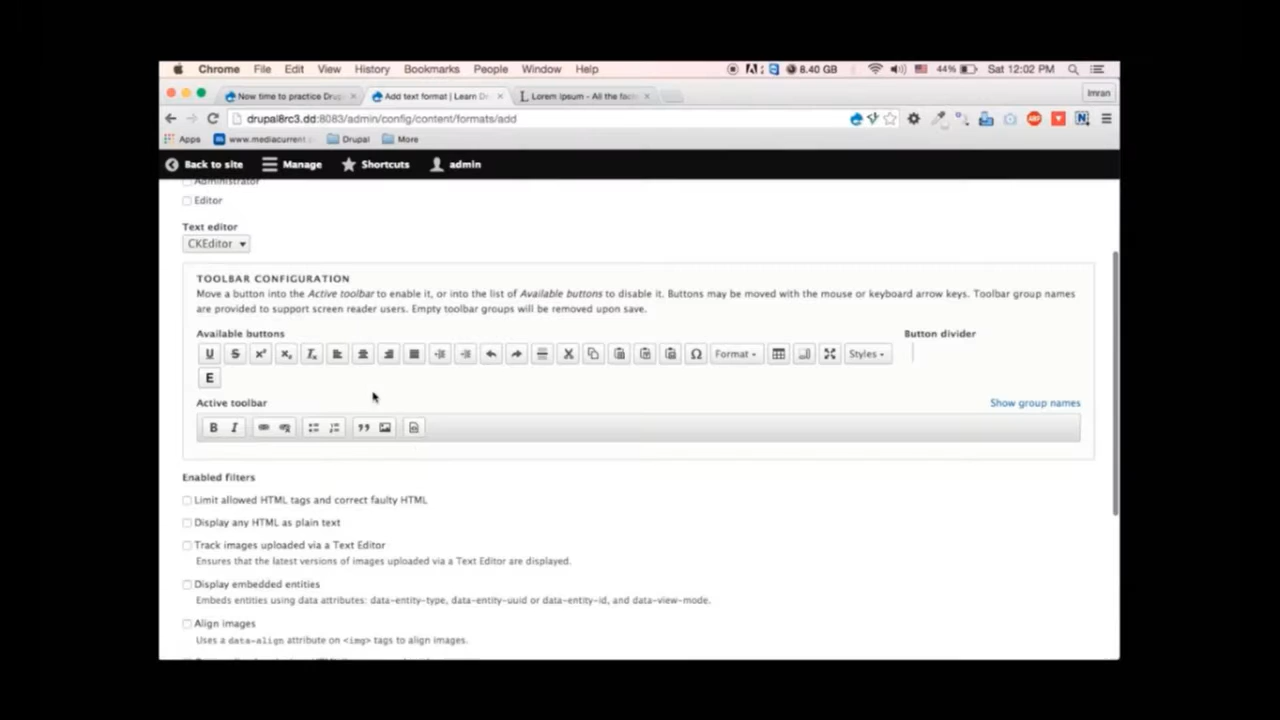 Chrome File Edit View History Bookmarks People Window Help 8.40 GB 44% Sat 12:02 PM
Now time to practice Dru Add text format | Learn Dr Lorem Ipsum - All the fact Imran
drupal8rc3.dd:8083/admin/config/content/formats/add
Apps www.mediacurrent. Drupal More
Back to site Manage Shortcuts admin
Administrator
Editor
Text editor
CKEditor
TOOLBAR CONFIGURATION
Move a button into the Active toolbar to enable it, or into the list of Available buttons to disable it. Buttons may be moved with the mouse or keyboard arrow keys. Toolbar group names
are provided to support screen reader users. Empty toolbar groups will be removed upon save.
Available buttons Button divider
U S X² Xₓ Tx Ω Format Styles
E
Active toolbar Show group names
B I
Enabled filters
Limit allowed HTML tags and correct faulty HTML
Display any HTML as plain text
Track images uploaded via a Text Editor
Ensures that the latest versions of images uploaded via a Text Editor are displayed.
Display embedded entities
Embeds entities using data attributes: data-entity-type, data-entity-uuid or data-entity-id, and data-view-mode.
Align images
Uses a data-align attribute on <img> tags to align images.